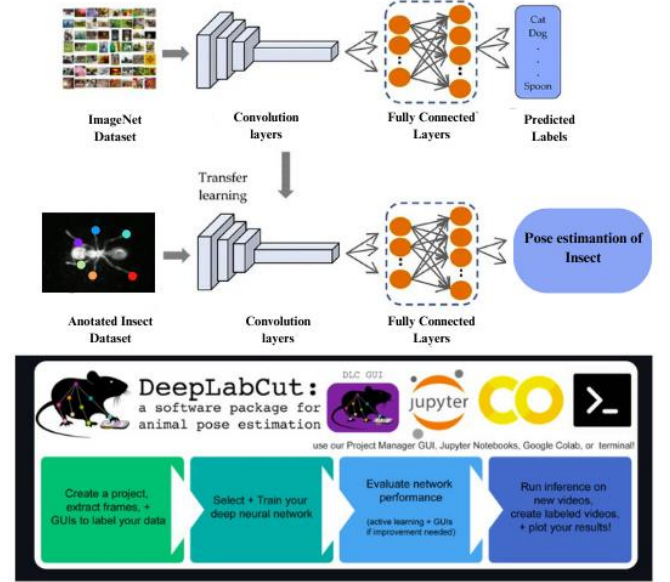 Cat
Dog
.
.
.
Spoon
ImageNet
Dataset
Convolution
layers
Fully Connected
Layers
Predicted
Labels
Transfer
learning
Pose estimantion of
Insect
Anotated Insect
Dataset
Convolution
layers
Fully Connected
Layers
DeepLabCut:
a software package for
animal pose estimation
DLC GUI
jupyter
CO
>_
use our Project Manager GUI, Jupyter Notebooks, Google Colab, or terminal!
Create a project,
extract frames, +
GUIs to label your data
Select + Train your
deep neural network
Evaluate network
performance
(active learning + GUIs
if improvement needed)
Run inference on
new videos,
create labeled videos,
+ plot your results!